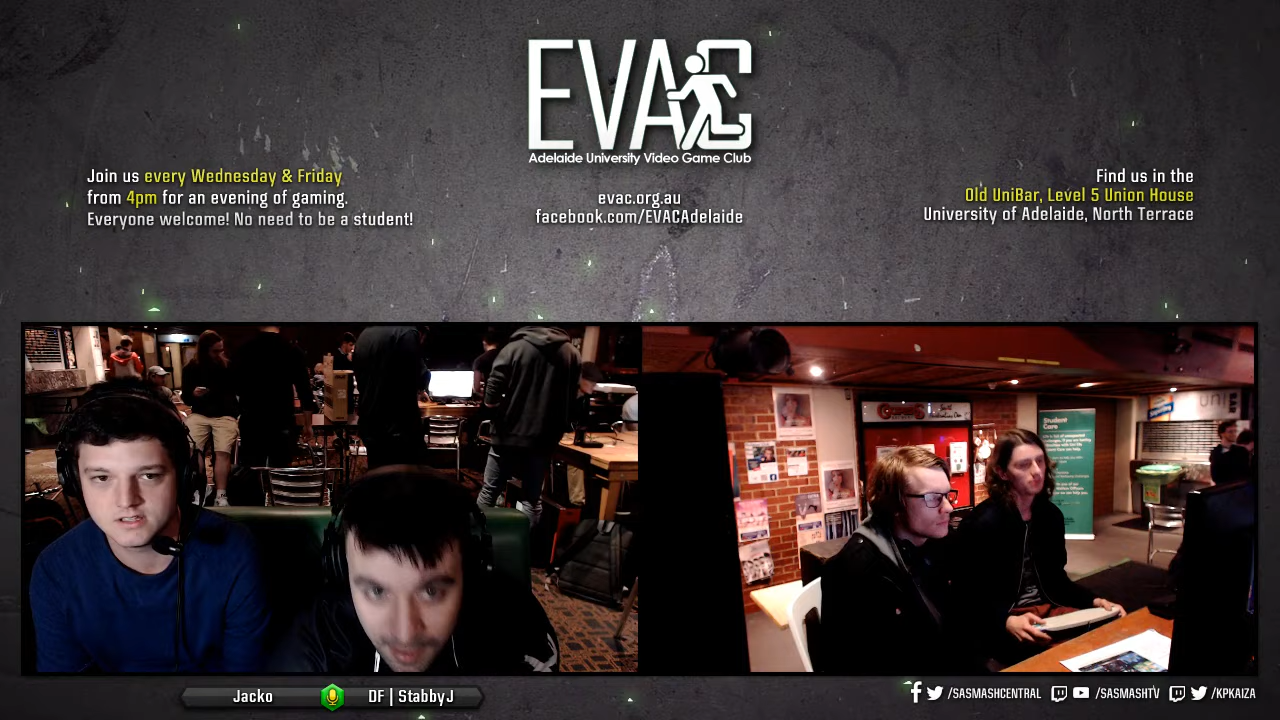 EVAC
Adelaide University Video Game Club
Join us every Wednesday & Friday
from 4pm for an evening of gaming.
Everyone welcome! No need to be a student!
evac.org.au
facebook.com/EVACAdelaide
Find us in the
Old UniBar, Level 5 Union House
University of Adelaide, North Terrace
Student
Care
Jacko
DF | StabbyJ
/SASMASHCENTRAL
/SASMASHTV
/KPKAIZA